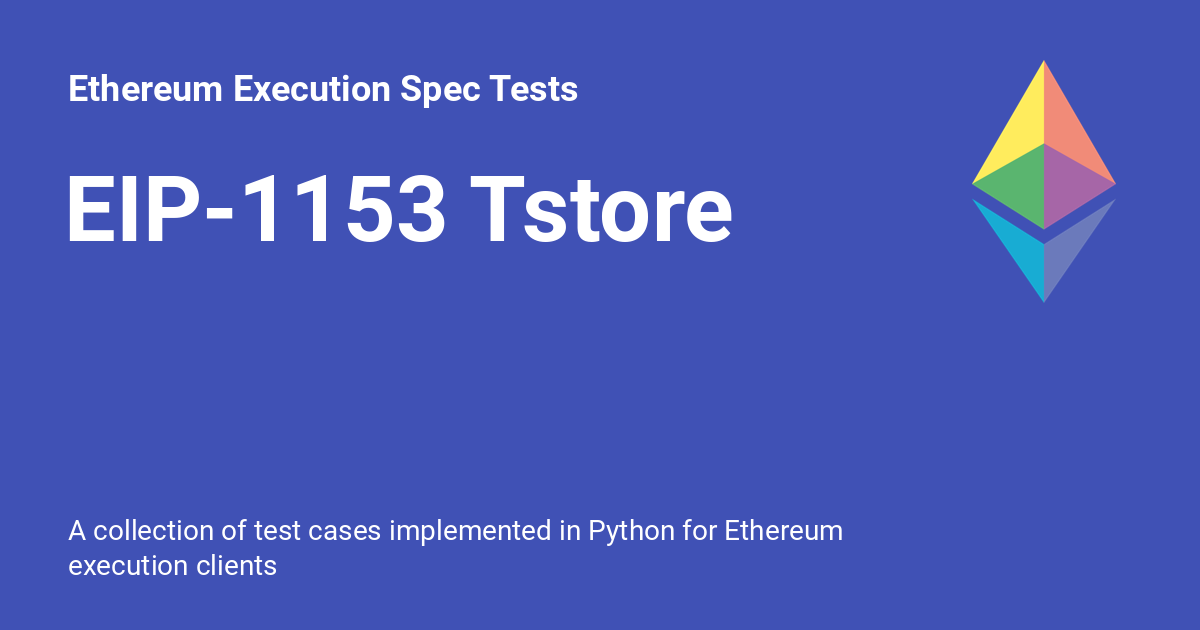 Ethereum Execution Spec Tests
EIP-1153 Tstore
A collection of test cases implemented in Python for Ethereum
execution clients